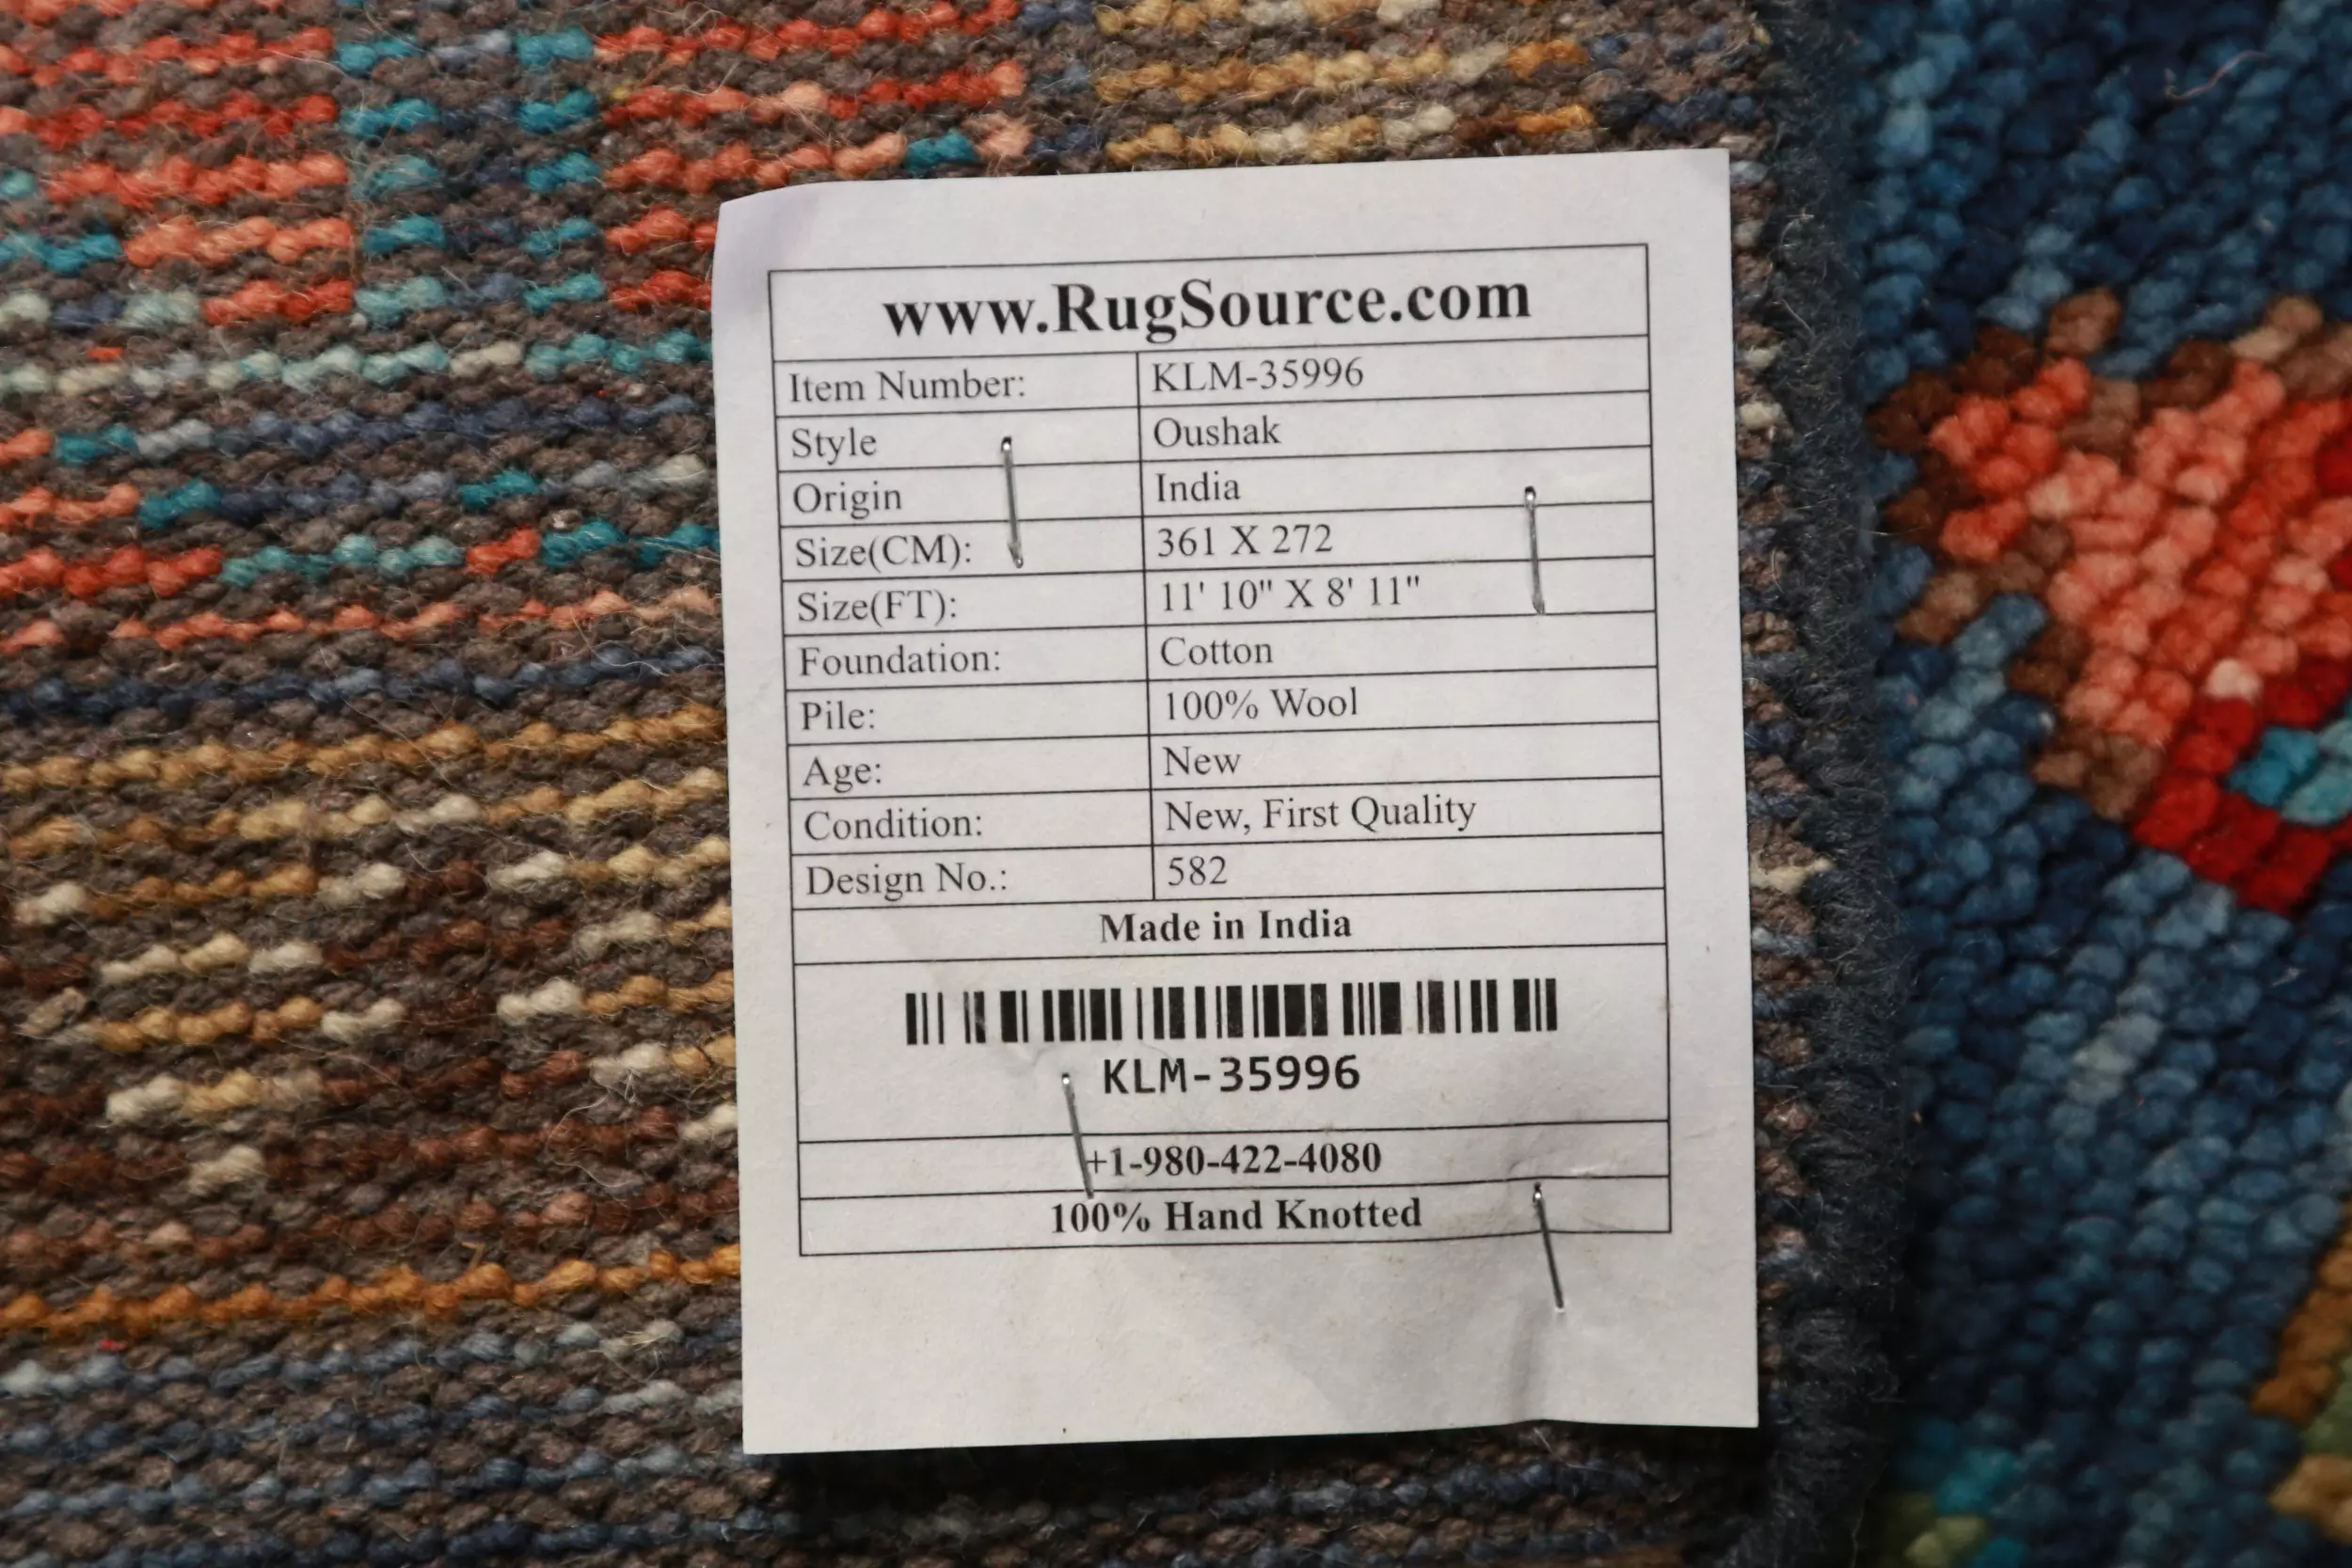 www.RugSource.com
Item Number: KLM-35996
Style Oushak
Origin India
Size(CM): 361 X 272
Size(FT): 11' 10" X 8' 11"
Foundation: Cotton
Pile: 100% Wool
Age: New
Condition: New, First Quality
Design No.: 582
Made in India
KLM-35996
+1-980-422-4080
100% Hand Knotted